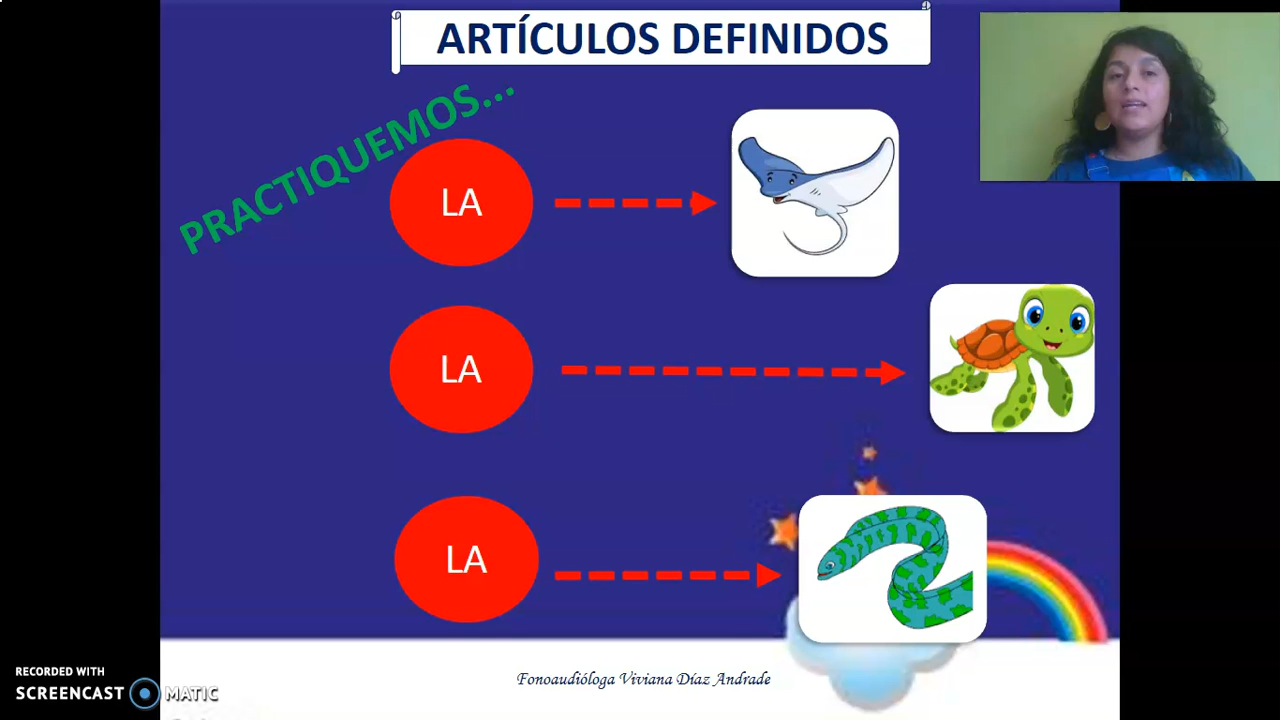 ARTÍCULOS DEFINIDOS
PRACTIQUEMOS...
LA
LA
LA
Fonoaudióloga Viviana Díaz Andrade
RECORDED WITH
SCREENCAST MATIC